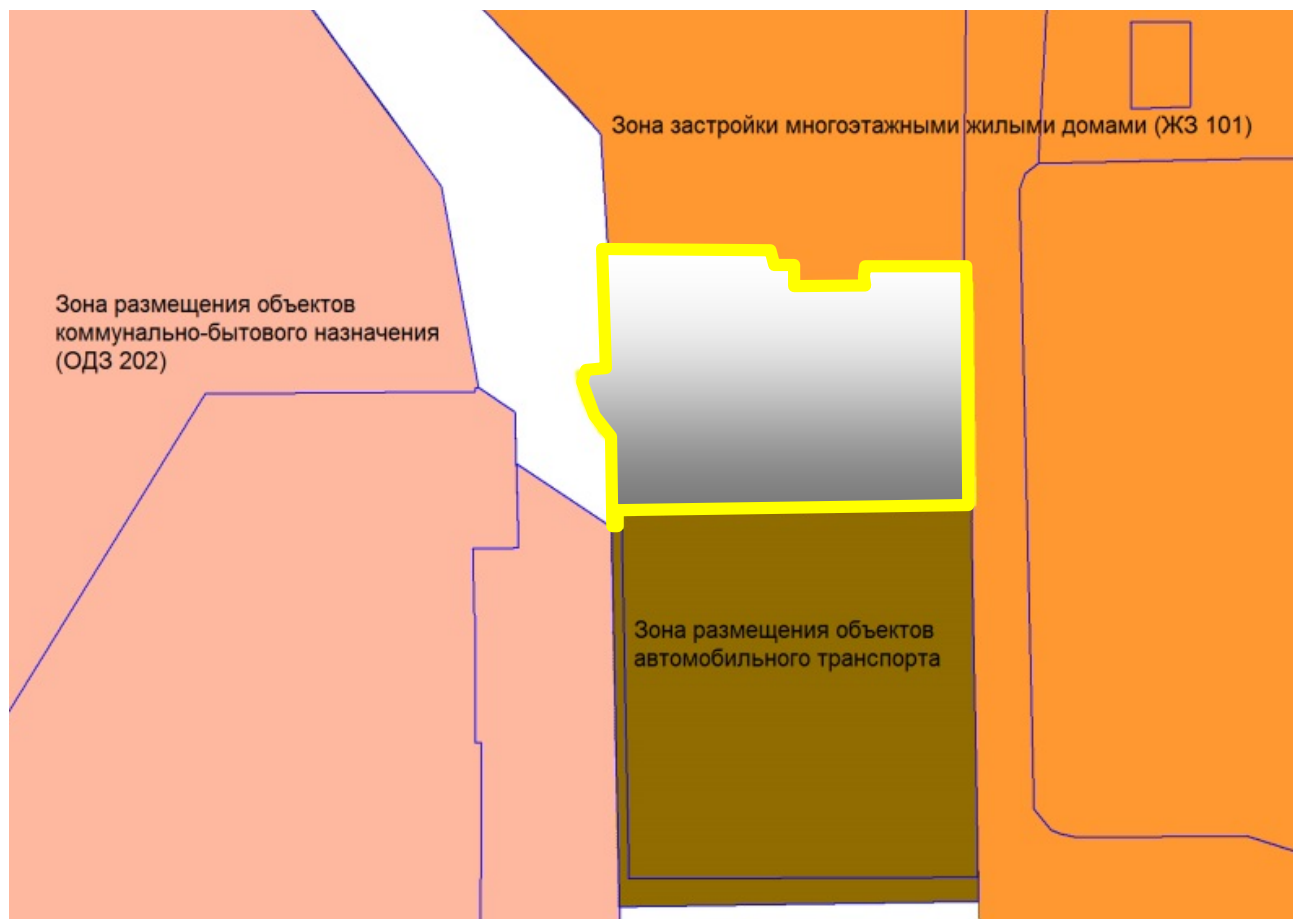 Зона застройки многоэтажными жилыми домами (ЖЗ 101)
Зона размещения объектов
коммунально-бытового назначения
(ОДЗ 202)
Зона размещения объектов
автомобильного транспорта